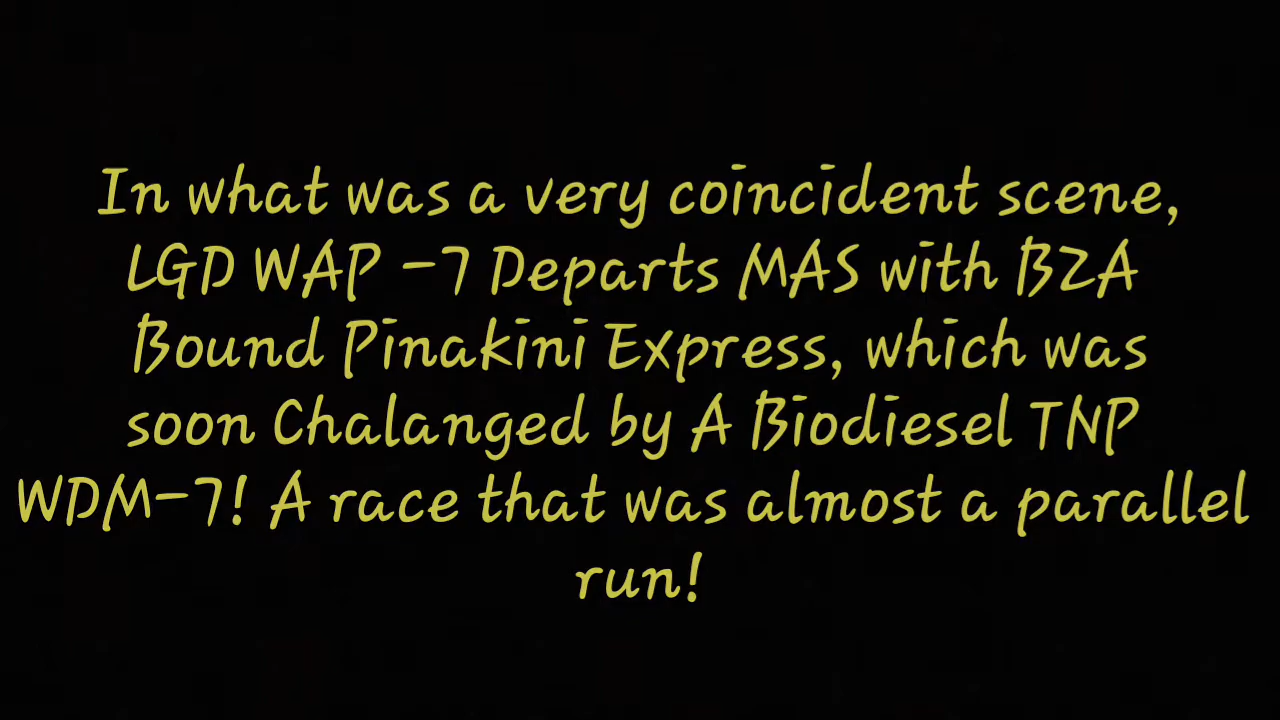 In what was a very coincident scene,
LGD WAP -7 Departs MAS with BZA
Bound Pinakini Express, which was
soon Chalanged by A Biodiesel TNP
WDM-7! A race that was almost a parallel
run!